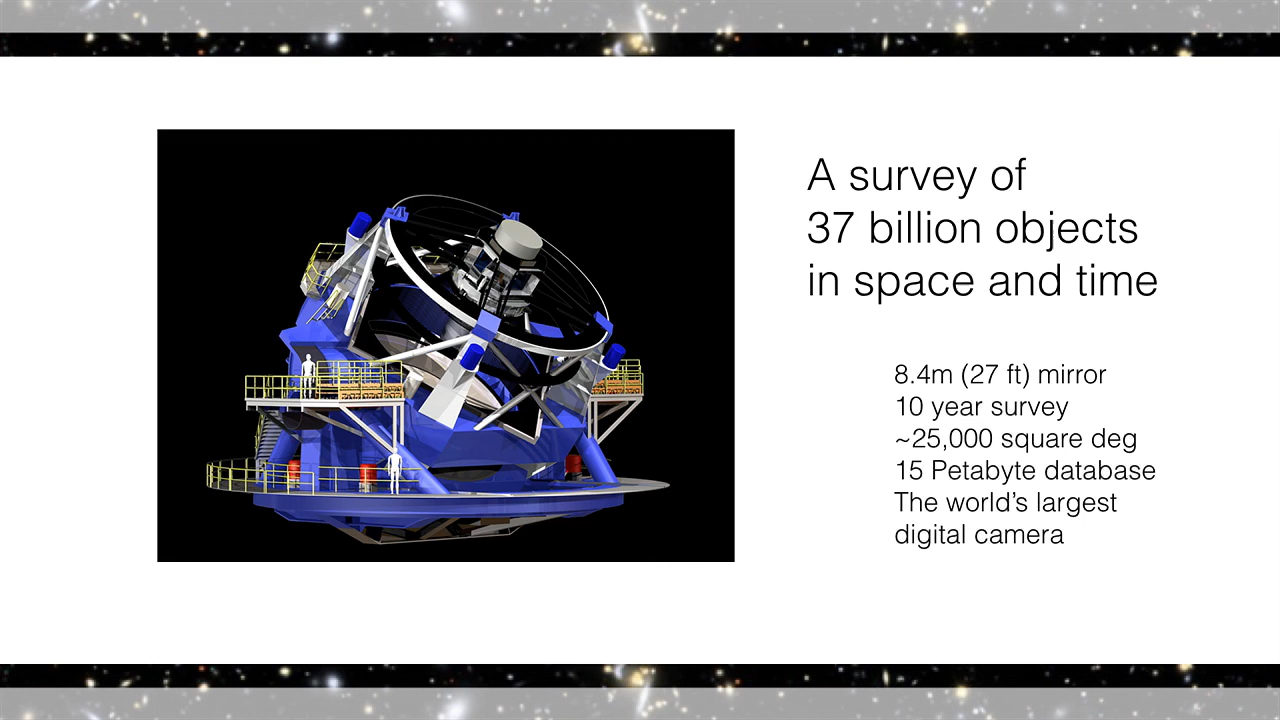 A survey of
37 billion objects
in space and time
8.4m (27 ft) mirror
10 year survey
~25,000 square deg
15 Petabyte database
The world’s largest
digital camera